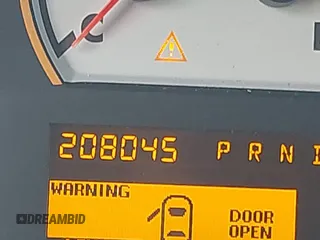 C
208045 P R N
WARNING
DOOR
OPEN
DREAMBID